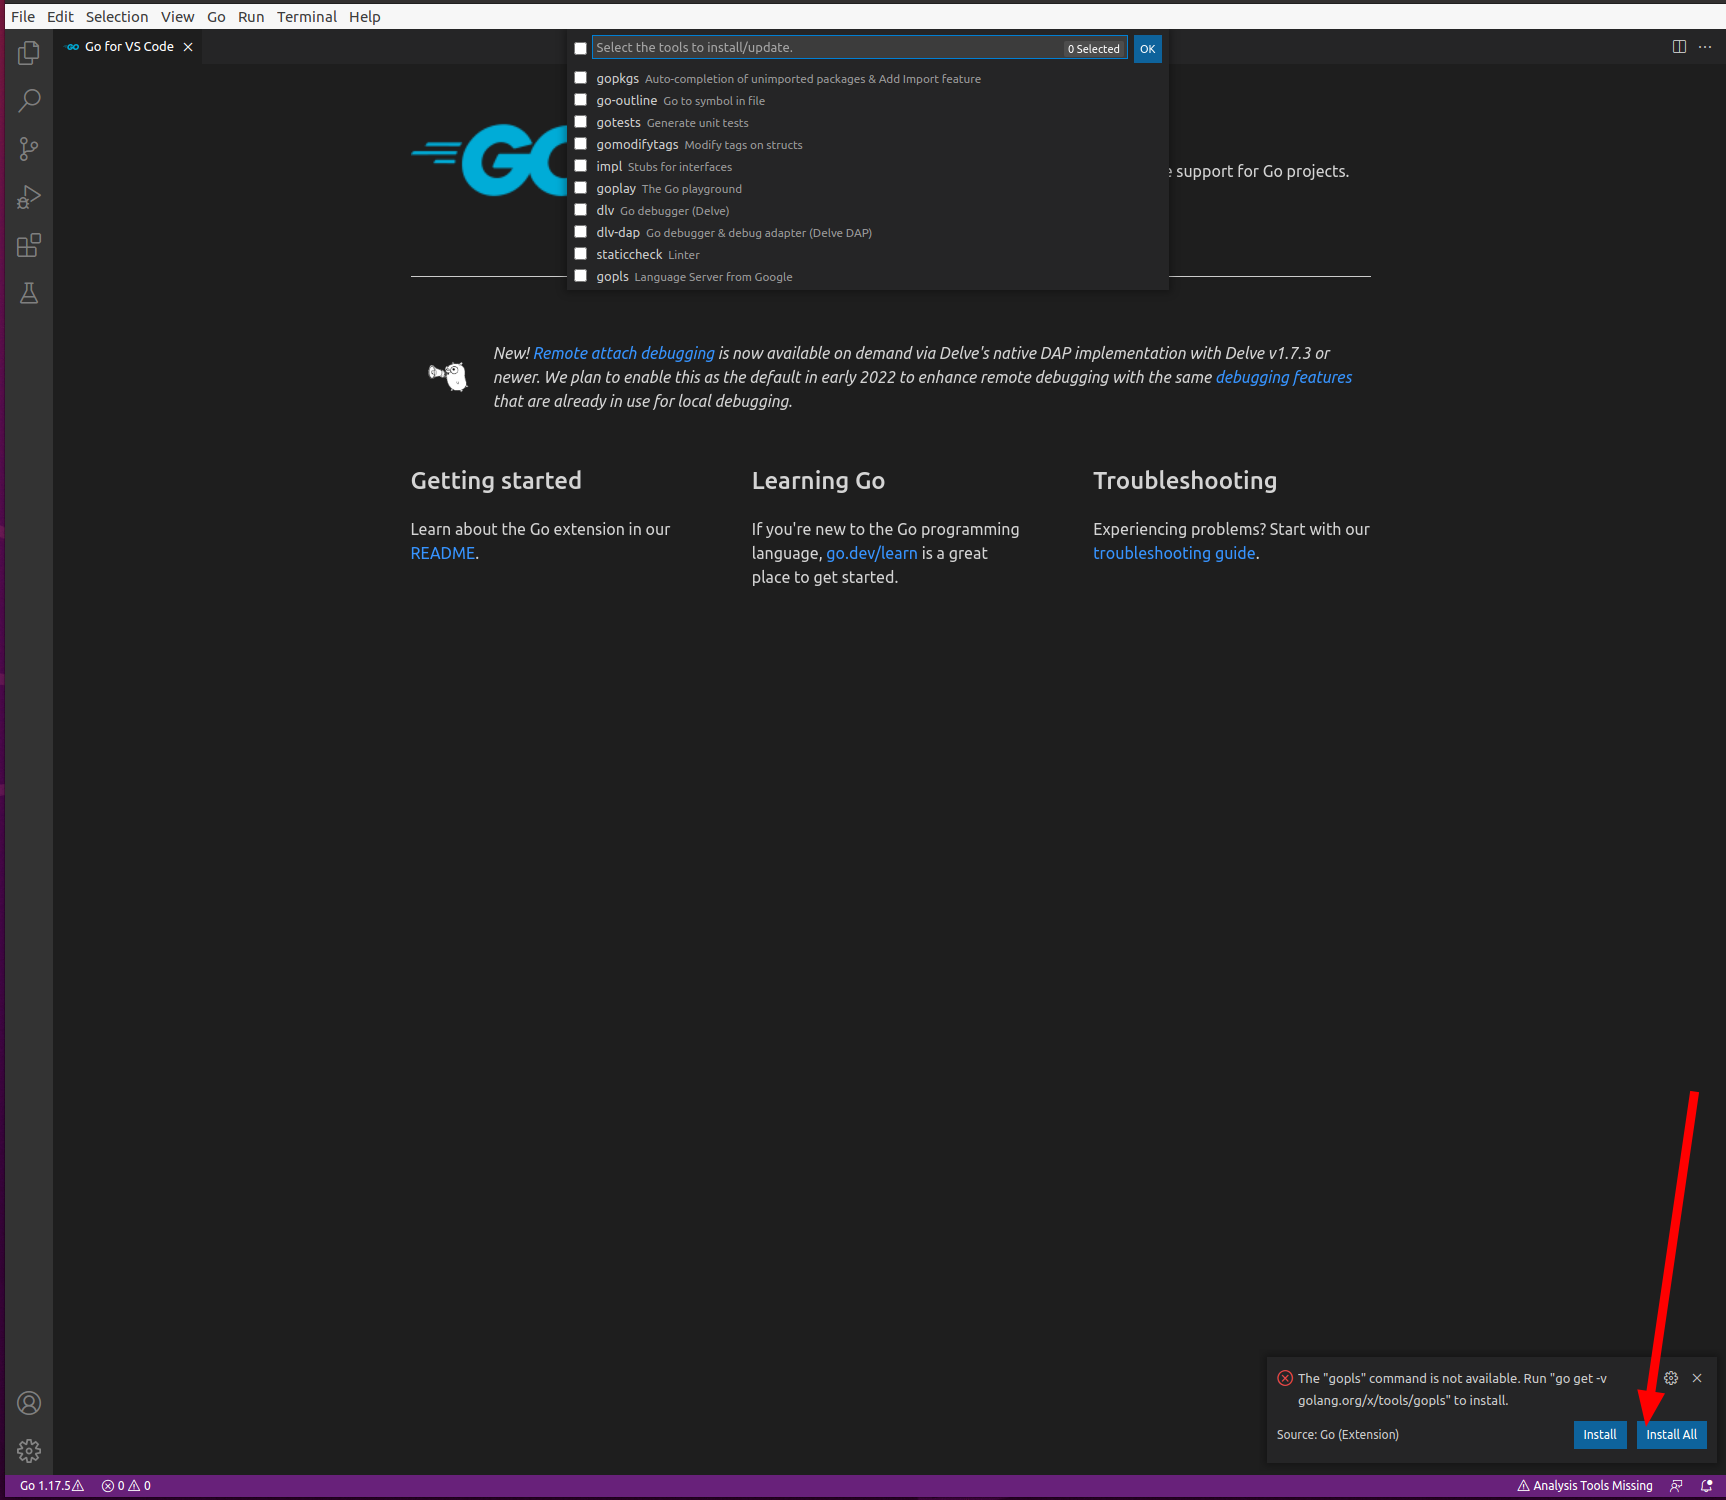 File Edit Selection View Go Run Terminal Help
Go for VS Code
Select the tools to install/update. 0 Selected OK
gopkgs Auto-completion of unimported packages & Add Import feature
go-outline Go to symbol in file
gotests Generate unit tests
gomodifytags Modify tags on structs
impl Stubs for interfaces
goplay The Go playground
dlv Go debugger (Delve)
dlv-dap Go debugger & debug adapter (Delve DAP)
staticcheck Linter
gopls Language Server from Google
GO
support for Go projects.
New! Remote attach debugging is now available on demand via Delve's native DAP implementation with Delve v1.7.3 or
newer. We plan to enable this as the default in early 2022 to enhance remote debugging with the same debugging features
that are already in use for local debugging.
Getting started
Learn about the Go extension in our
README.
Learning Go
If you're new to the Go programming
language, go.dev/learn is a great
place to get started.
Troubleshooting
Experiencing problems? Start with our
troubleshooting guide.
The "gopls" command is not available. Run "go get -v
golang.org/x/tools/gopls" to install.
Source: Go (Extension) Install Install All
Go 1.17.5 0 0 Analysis Tools Missing